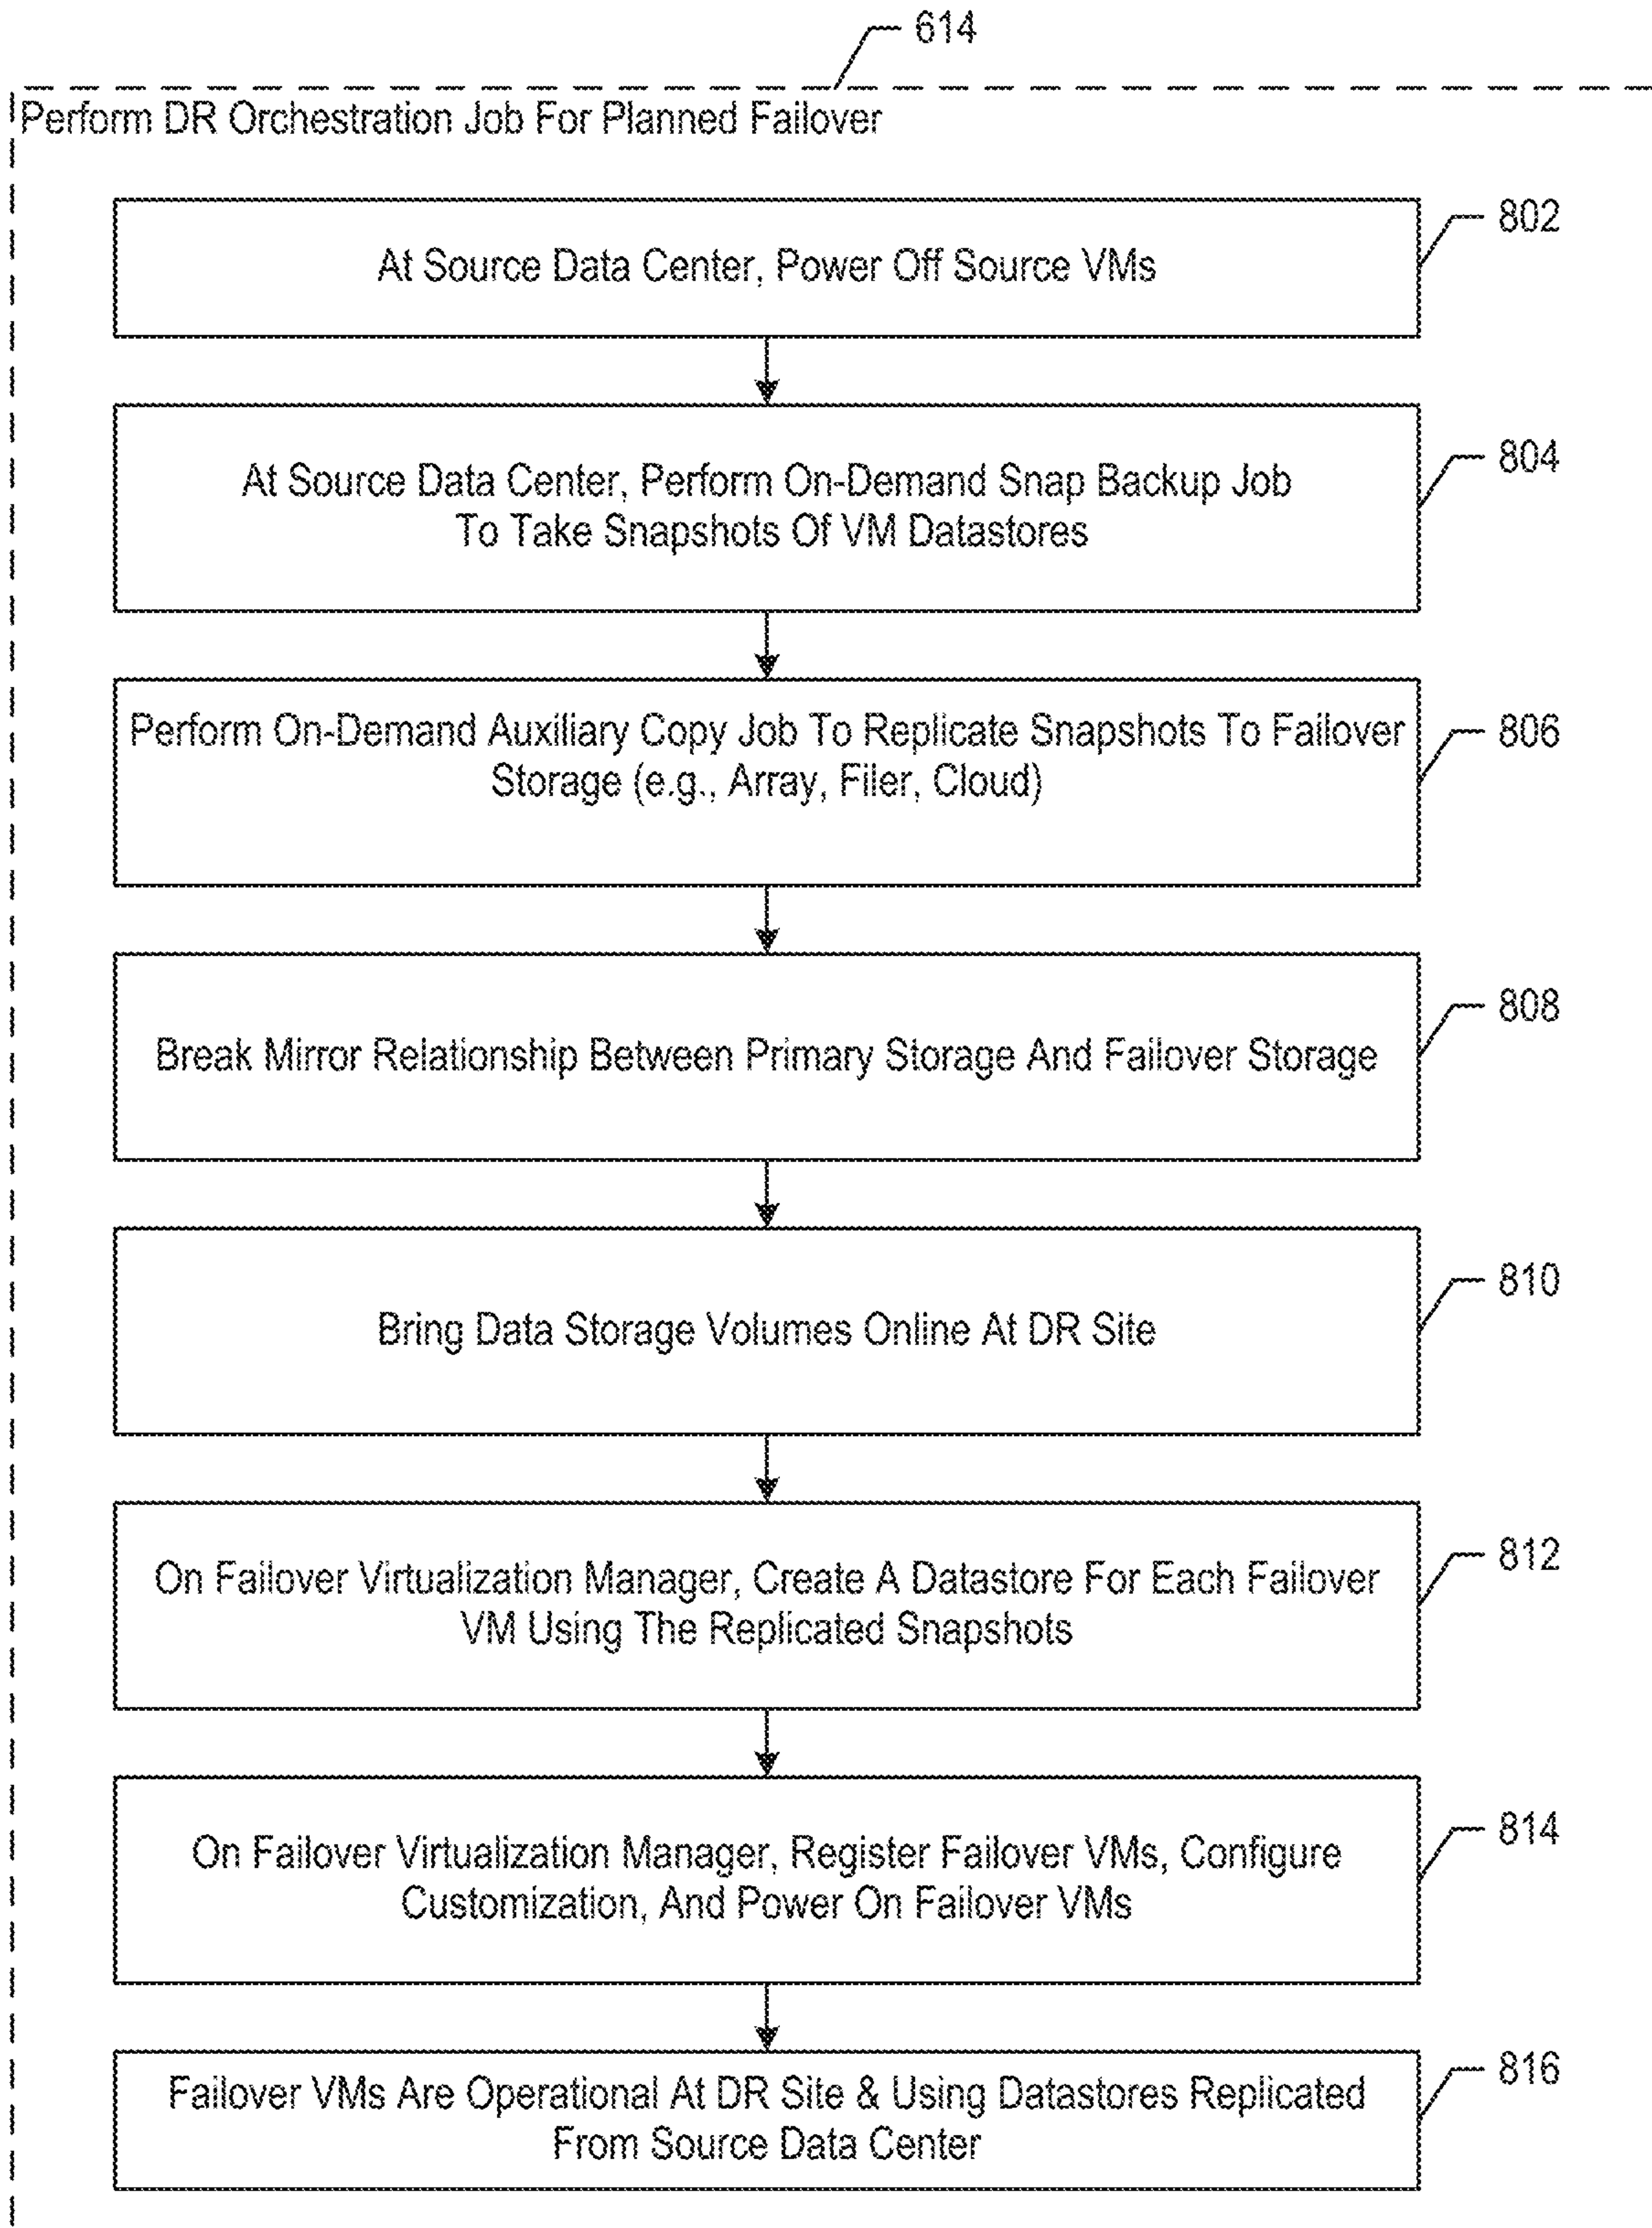 614
Perform DR Orchestration Job For Planned Failover
802
At Source Data Center, Power Off Source VMs
804
At Source Data Center, Perform On-Demand Snap Backup Job
To Take Snapshots Of VM Datastores
806
Perform On-Demand Auxiliary Copy Job To Replicate Snapshots To Failover
Storage (e.g., Array, Filer, Cloud)
808
Break Mirror Relationship Between Primary Storage And Failover Storage
810
Bring Data Storage Volumes Online At DR Site
812
On Failover Virtualization Manager, Create A Datastore For Each Failover
VM Using The Replicated Snapshots
814
On Failover Virtualization Manager, Register Failover VMs, Configure
Customization, And Power On Failover VMs
816
Failover VMs Are Operational At DR Site & Using Datastores Replicated
From Source Data Center